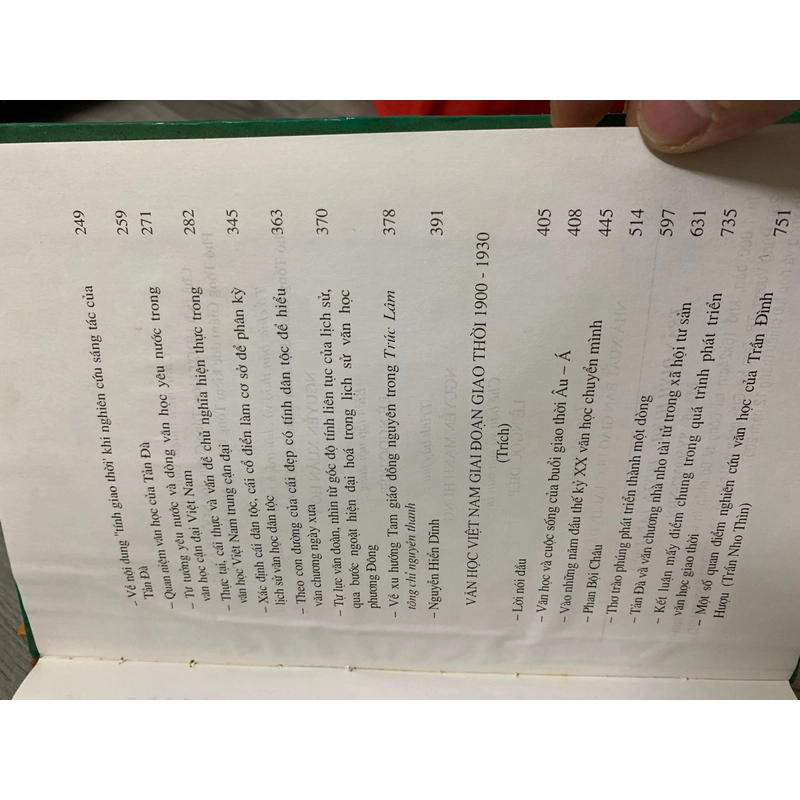 – Về nội dung "tính giao thời' khi nghiên cứu sáng tác của 249
Tản Đà
– Quan niệm văn học của Tản Đà 259
– Tư tưởng yêu nước và dòng văn học yêu nước trong 271
văn học cận đại Việt Nam
– Thực tại, cái thực và vấn đề chủ nghĩa hiện thực trong 282
văn học Việt Nam trung cận đại
– Xác định cái dân tộc, cái cổ điển làm cơ sở để phân kỳ 345
lịch sử văn học dân tộc
– Theo con đường của cái đẹp có tính dân tộc để hiểu 363
văn chương ngày xưa
– Tự lực văn đoàn, nhìn từ góc độ tính liên tục của lịch sử, 370
qua bước ngoặt hiện đại hoá trong lịch sử văn học
phương Đông
– Về xu hướng Tam giáo đồng nguyên trong Trúc Lâm 378
tông chỉ nguyên thanh
– Nguyễn Hiển Dĩnh 391
VĂN HỌC VIỆT NAM GIAI ĐOẠN GIAO THỜI 1900 - 1930
(Trích)
– Lời nói đầu 405
– Văn học và cuộc sống của buổi giao thời Âu – Á 408
– Vào những năm đầu thế kỷ XX văn học chuyển mình 445
– Phan Bội Châu 514
– Thơ trào phúng phát triển thành một dòng 597
– Tản Đà và văn chương nhà nho tài tử trong xã hội tư sản 631
– Kết luận mấy điểm chung trong quá trình phát triển 735
văn học giao thời
– Một số quan điểm nghiên cứu văn học của Trần Đình 751
Hượu (Trần Nho Thìn)